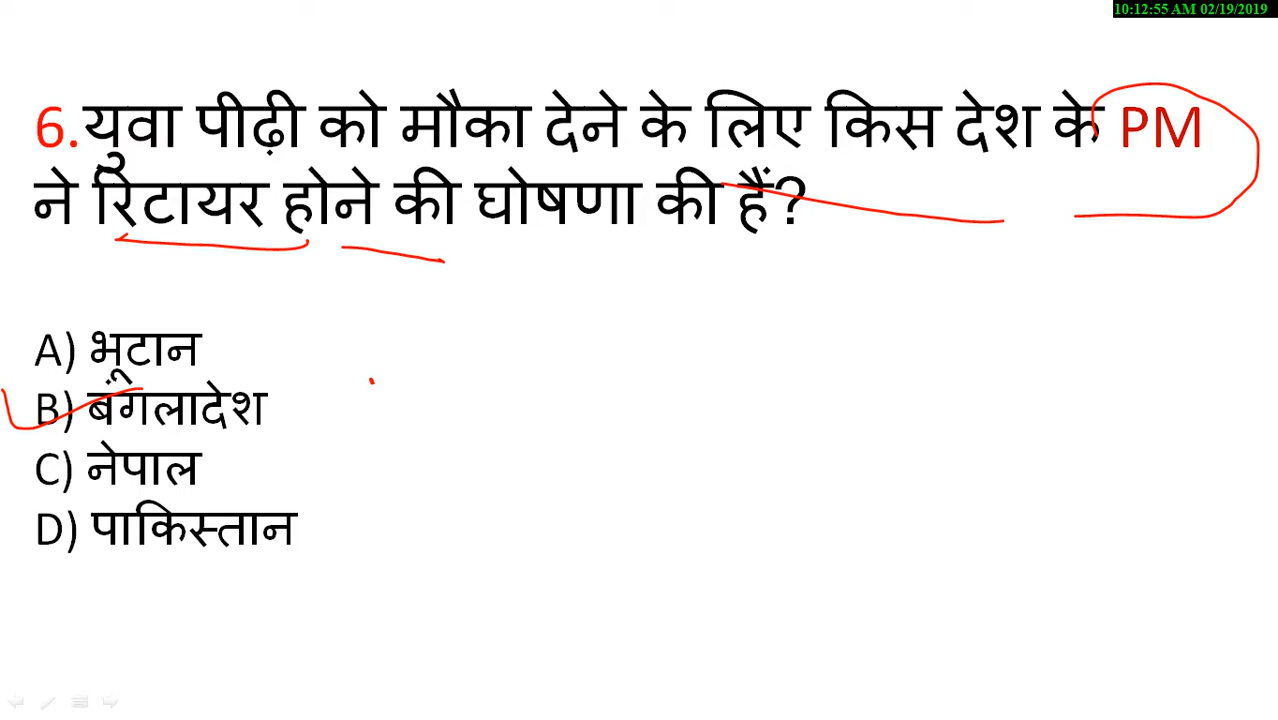 10:12:55 AM 02/19/2019
6.युवा पीढ़ी को मौका देने के लिए किस देश के PM
ने रिटायर होने की घोषणा की हैं?
A) भूटान
B) बंगलादेश
C) नेपाल
D) पाकिस्तान